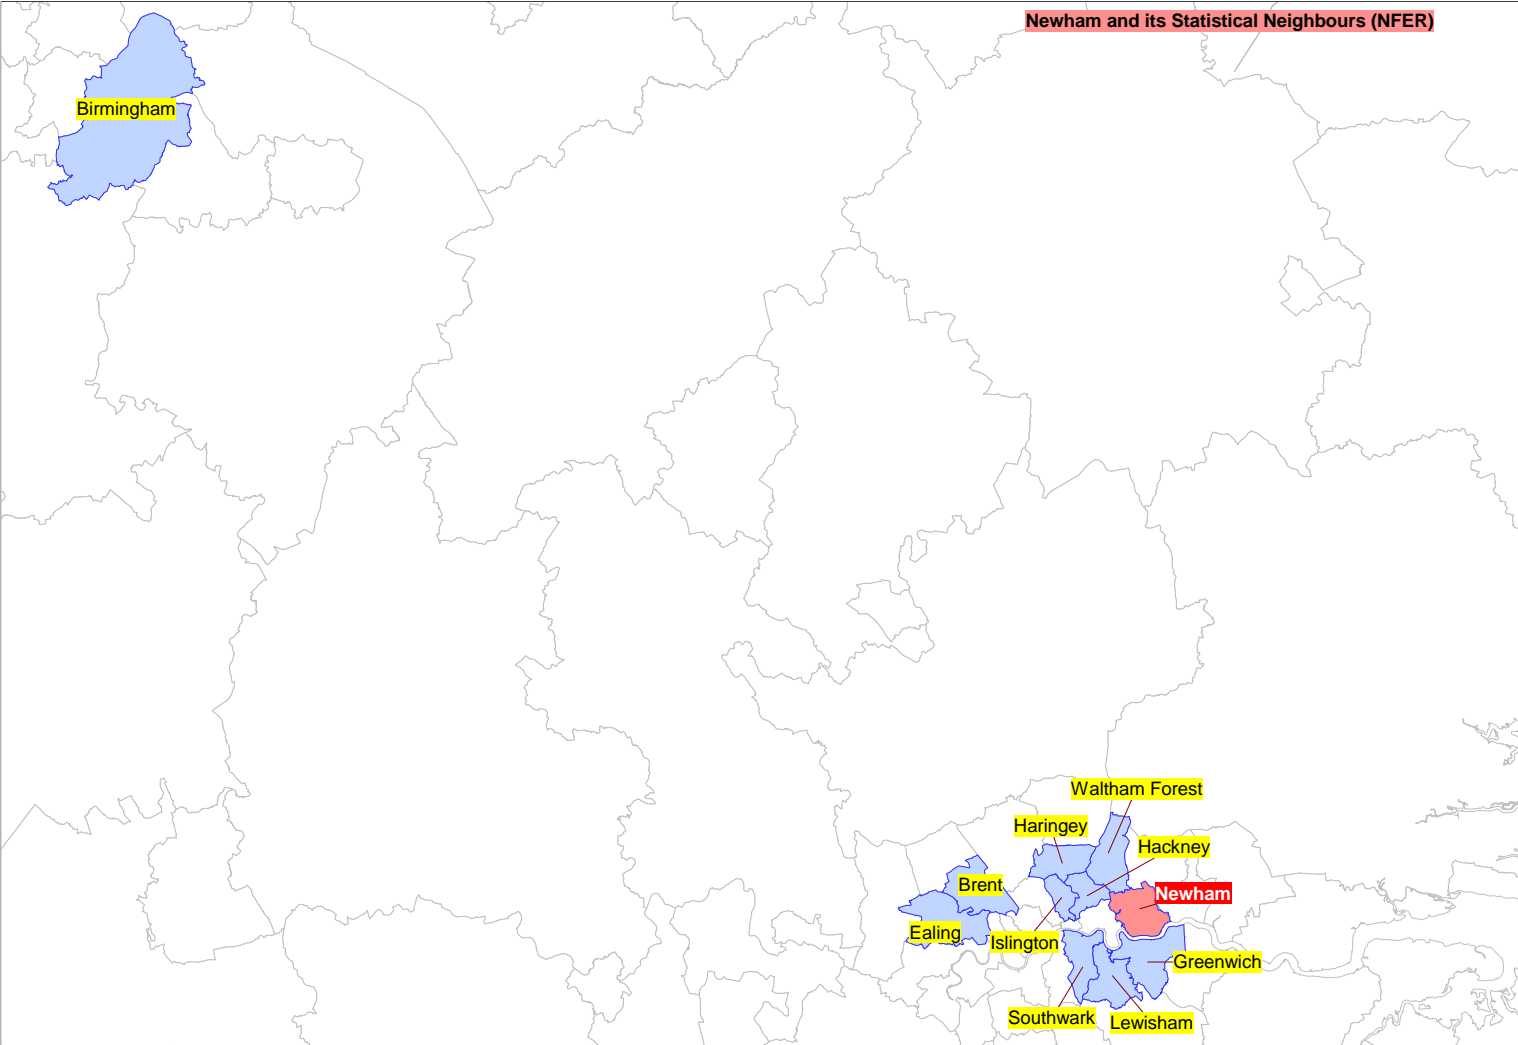 Newham and its Statistical Neighbours (NFER)
Birmingham
Waltham Forest
Haringey
Hackney
Brent
Newham
Ealing
Islington
Greenwich
Southwark
Lewisham